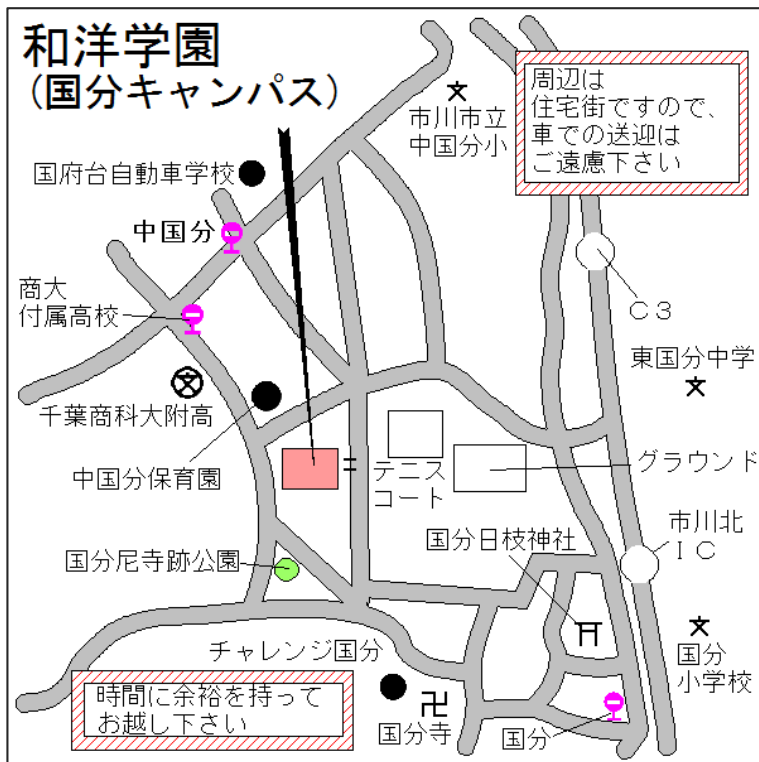 和洋学園
(国分キャンパス)
周辺は
住宅街ですので、
車での送迎は
ご遠慮下さい
市川市立
中国分小
国府台自動車学校
中国分
商大
付属高校
C3
東国分中学
千葉商科大附高
中国分保育園
テニス
コート
グラウンド
市川北
IC
国分日枝神社
国分尼寺跡公園
チャレンジ国分
国分
小学校
時間に余裕を持って
お越し下さい
国分寺
国分